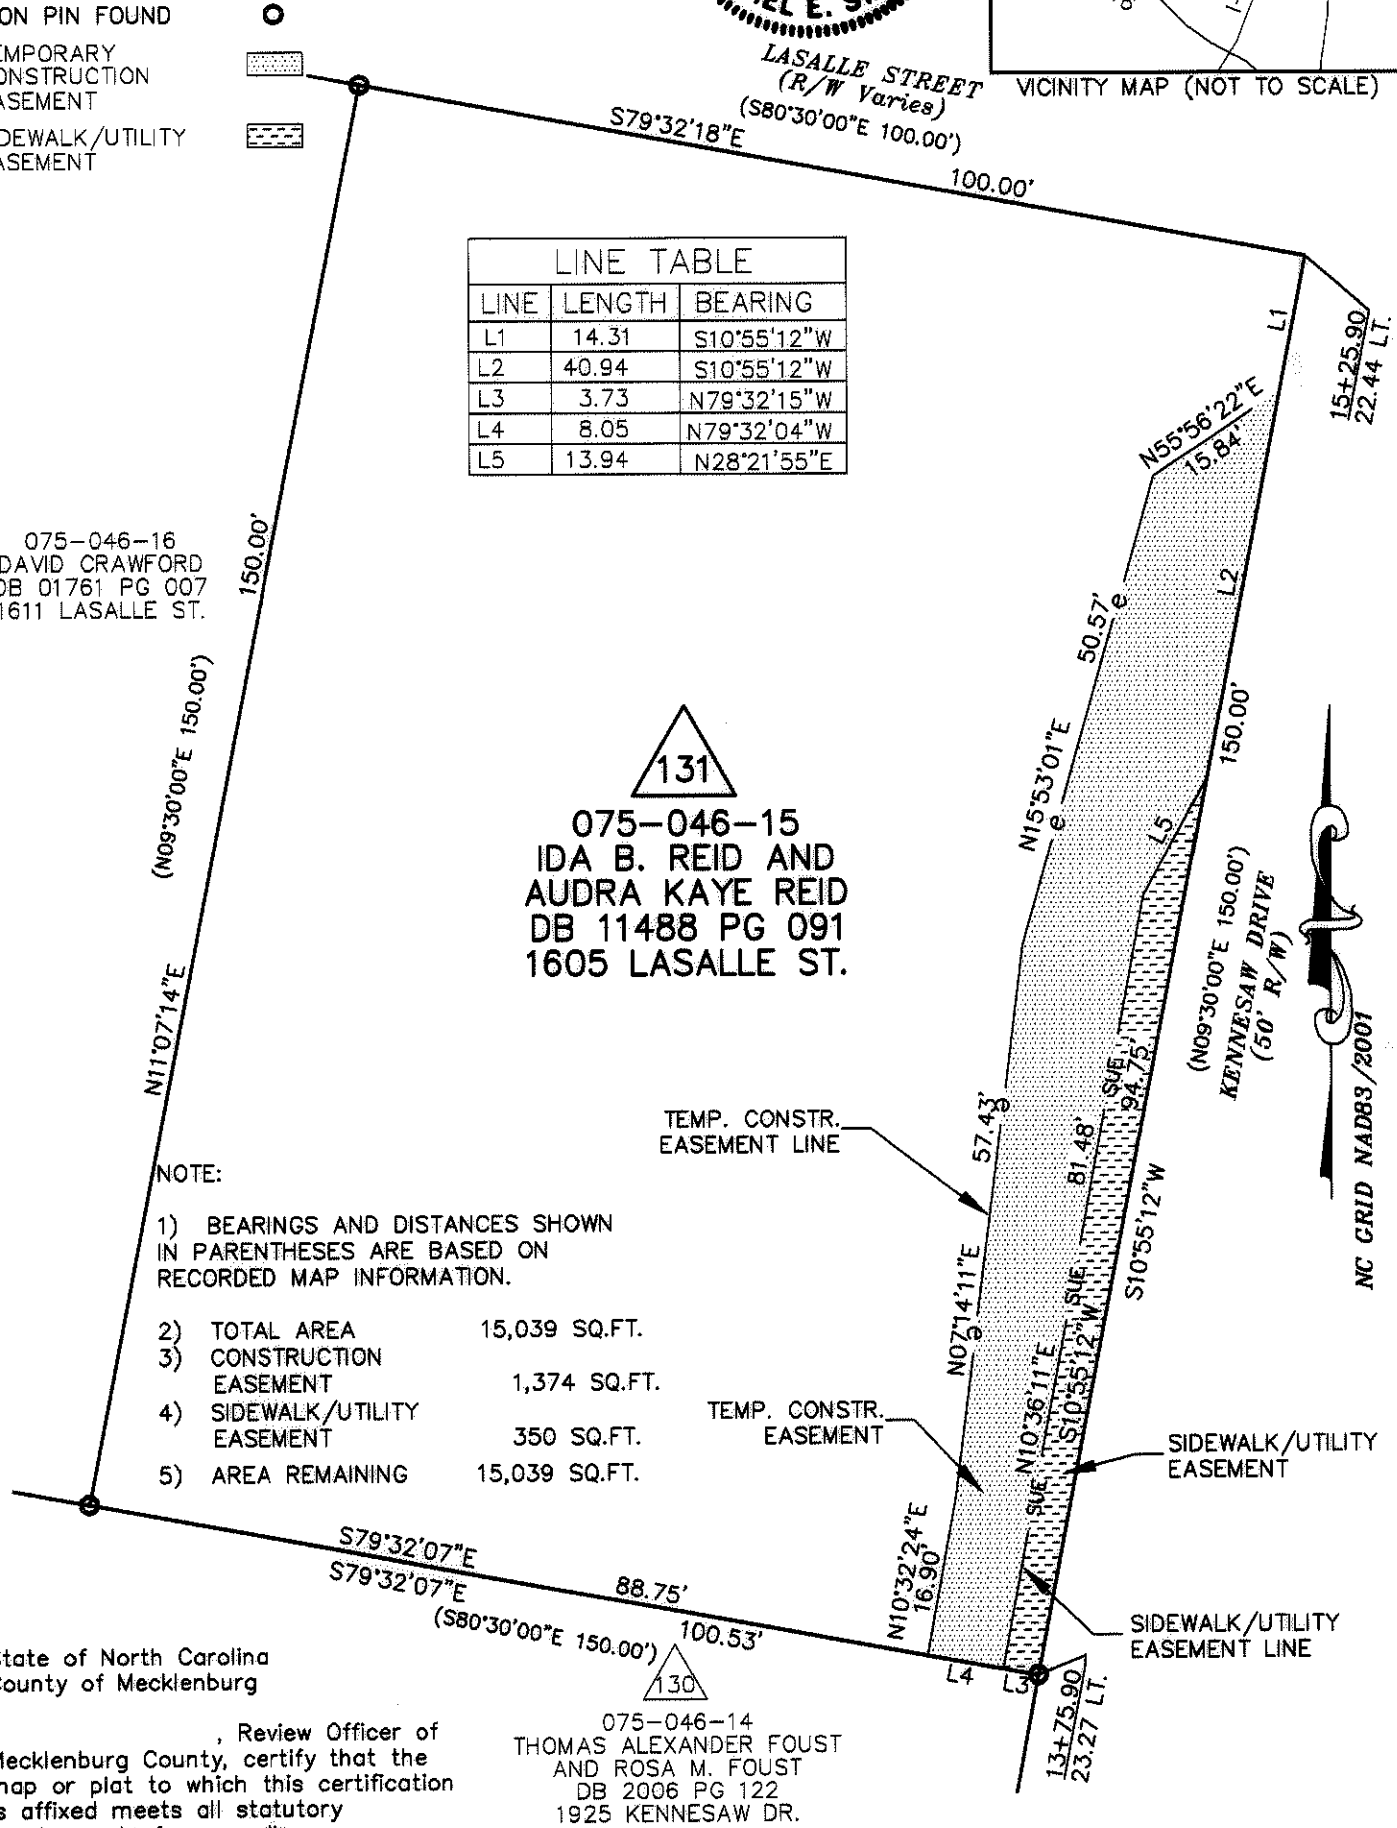 ON PIN FOUND
EMPORARY
ONSTRUCTION
ASEMENT
DEWALK/UTILITY
ASEMENT
EL E. S
LASALLE STREET
(R/W Varies)
(S80°30'00"E 100.00')
VICINITY MAP (NOT TO SCALE)
S79°32'18"E
100.00'
LINE TABLE
LINE LENGTH BEARING
L1 14.31 S10°55'12"W
L2 40.94 S10°55'12"W
L3 3.73 N79°32'15"W
L4 8.05 N79°32'04"W
L5 13.94 N28°21'55"E
L1
15+25.90
22.44 LT.
N55°56'22"E
15.84'
075-046-16
DAVID CRAWFORD
DB 01761 PG 007
1611 LASALLE ST.
150.00'
(N09°30'00"E 150.00')
N11°07'14"E
50.57'
e
L2
N15°53'01"E
e
150.00'
L5
131
075-046-15
IDA B. REID AND
AUDRA KAYE REID
DB 11488 PG 091
1605 LASALLE ST.
(N09°30'00"E 150.00')
KENNESAW DRIVE
(50' R/W)
NC GRID NAD83/2001
TEMP. CONSTR.
EASEMENT LINE
57.43'
e
SUE
94.75'
81.48'
S10°55'12"W
N07°14'11"E
e
SUE
S10°55'12"W
N10°36'11"E
SUE
NOTE:
1) BEARINGS AND DISTANCES SHOWN
IN PARENTHESES ARE BASED ON
RECORDED MAP INFORMATION.
2) TOTAL AREA 15,039 SQ.FT.
3) CONSTRUCTION
EASEMENT 1,374 SQ.FT.
4) SIDEWALK/UTILITY
EASEMENT 350 SQ.FT.
5) AREA REMAINING 15,039 SQ.FT.
TEMP. CONSTR.
EASEMENT
SIDEWALK/UTILITY
EASEMENT
N10°32'24"E
16.90'
SIDEWALK/UTILITY
EASEMENT LINE
S79°32'07"E
S79°32'07"E
88.75'
(S80°30'00"E 150.00')
100.53'
L4
L3
13+75.90
23.27 LT.
130
075-046-14
THOMAS ALEXANDER FOUST
AND ROSA M. FOUST
DB 2006 PG 122
1925 KENNESAW DR.
State of North Carolina
County of Mecklenburg
, Review Officer of
Mecklenburg County, certify that the
map or plat to which this certification
is affixed meets all statutory